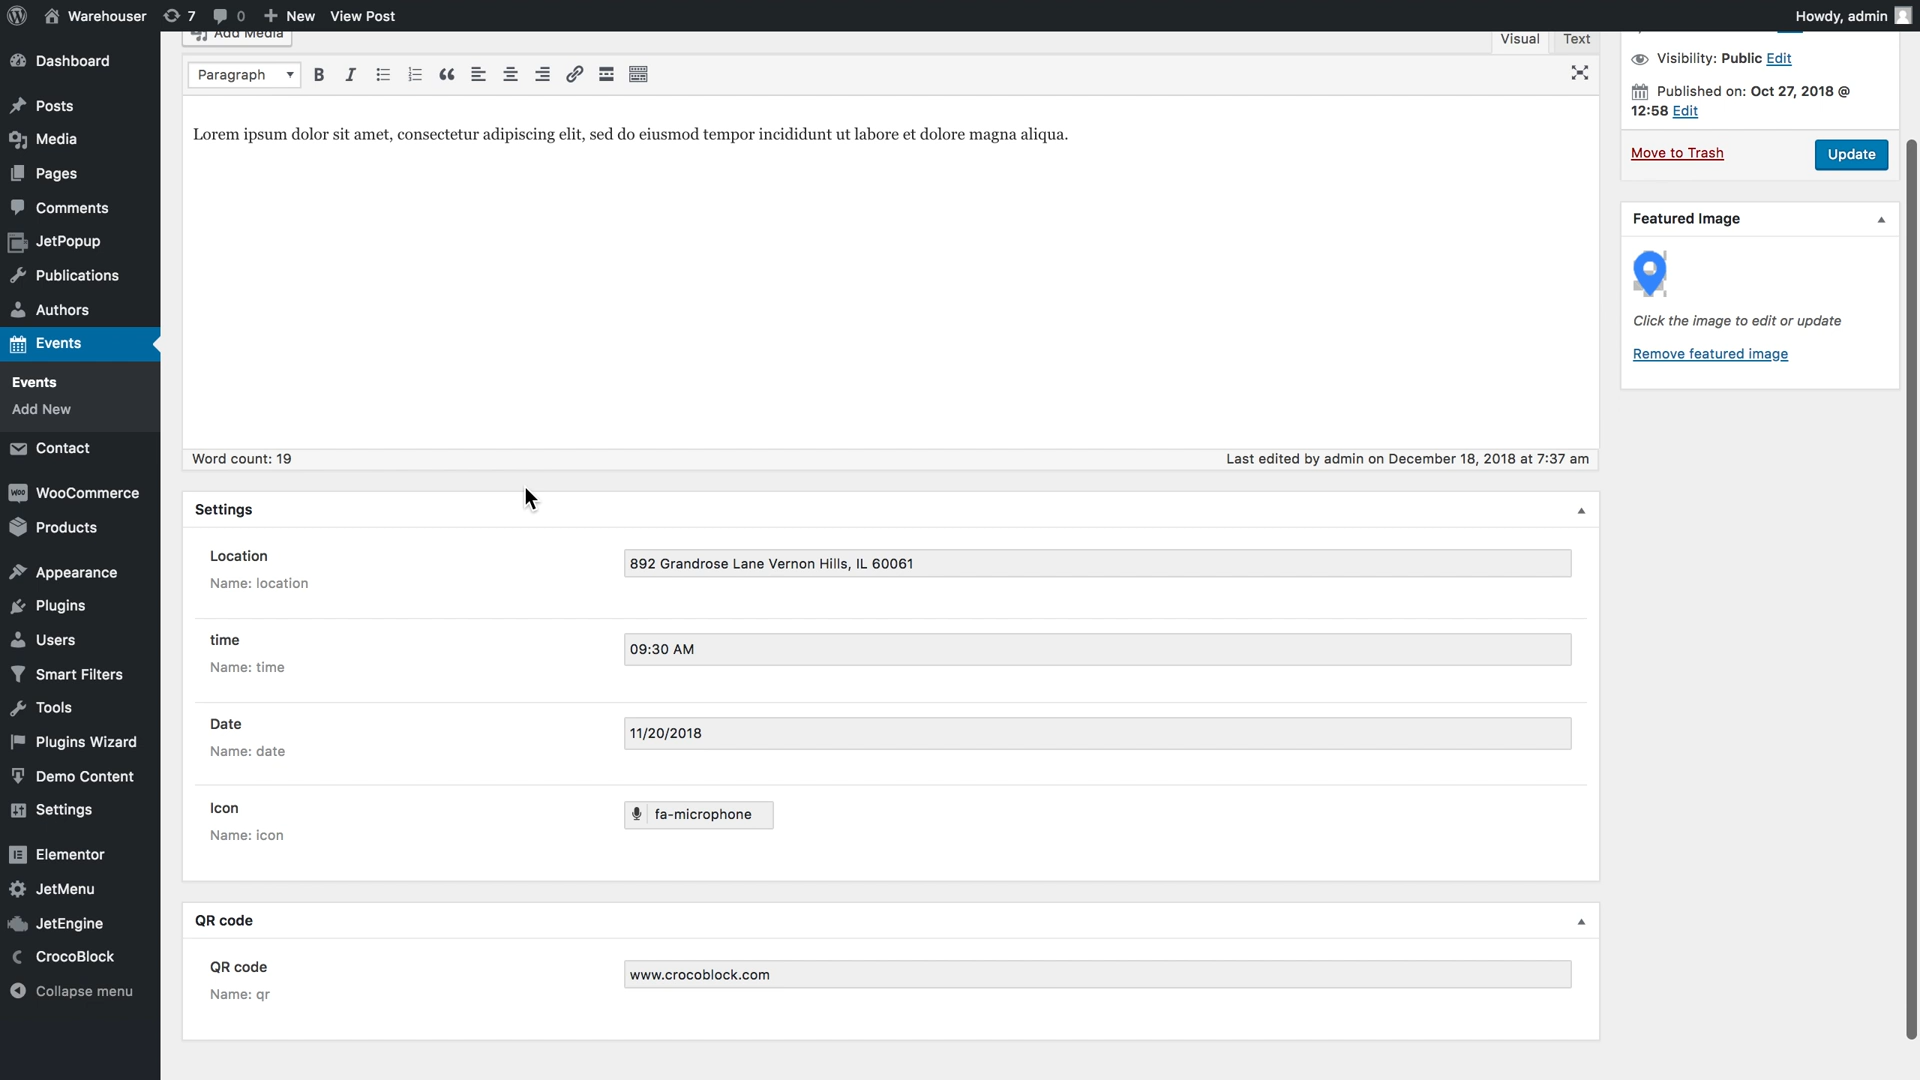 Warehouser 7 0 New View Post Howdy, admin
Add Media Visual Text
Paragraph
Lorem ipsum dolor sit amet, consectetur adipiscing elit, sed do eiusmod tempor incididunt ut labore et dolore magna aliqua.
Word count: 19 Last edited by admin on December 18, 2018 at 7:37 am
Dashboard
Posts
Media
Pages
Comments
JetPopup
Publications
Authors
Events
Events
Add New
Contact
WooCommerce
Products
Appearance
Plugins
Users
Smart Filters
Tools
Plugins Wizard
Demo Content
Settings
Elementor
JetMenu
JetEngine
CrocoBlock
Collapse menu
Settings
Location
Name: location
892 Grandrose Lane Vernon Hills, IL 60061
time
Name: time
09:30 AM
Date
Name: date
11/20/2018
Icon
Name: icon
fa-microphone
QR code
QR code
Name: qr
www.crocoblock.com
Visibility: Public Edit
Published on: Oct 27, 2018 @
12:58 Edit
Move to Trash Update
Featured Image
Click the image to edit or update
Remove featured image